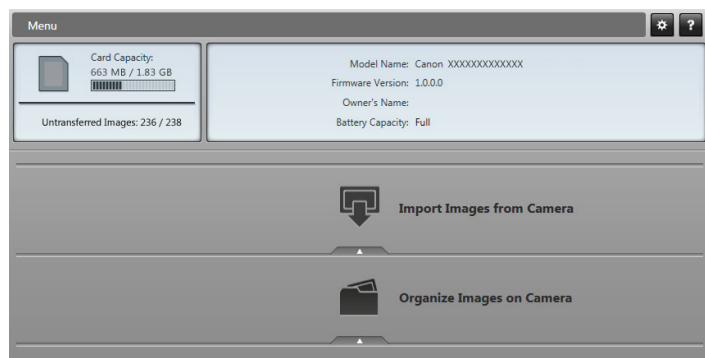 Menu
?
Card Capacity:
663 MB / 1.83 GB
Untransferred Images: 236 / 238
Model Name: Canon XXXXXXXXXXXXX
Firmware Version: 1.0.0.0
Owner's Name:
Battery Capacity: Full
Import Images from Camera
Organize Images on Camera